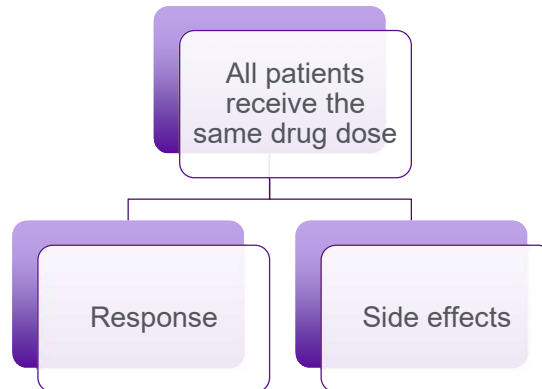 All patients
receive the
same drug dose
Response
Side effects